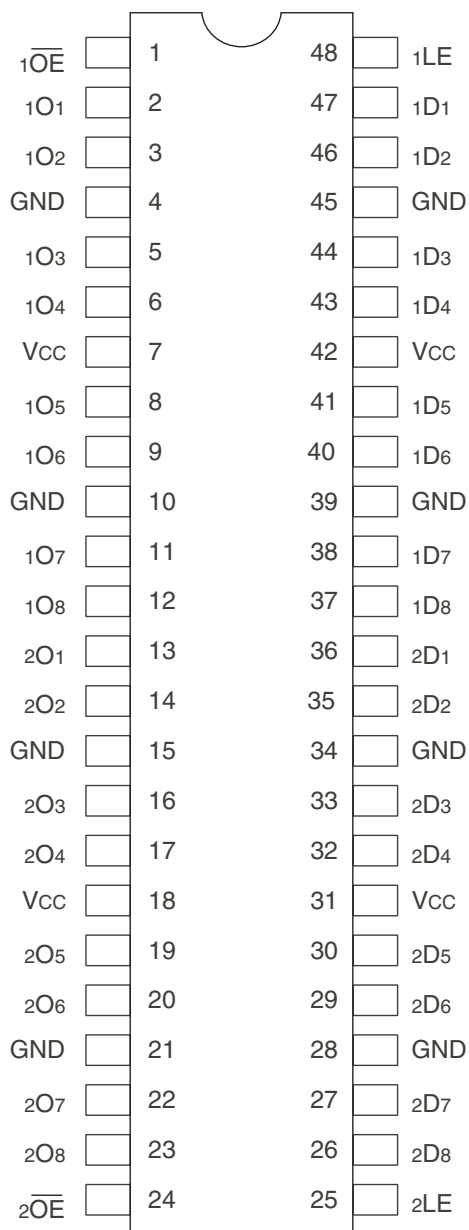 1O̅E̅ 1 48 1LE
1O1 2 47 1D1
1O2 3 46 1D2
GND 4 45 GND
1O3 5 44 1D3
1O4 6 43 1D4
VCC 7 42 VCC
1O5 8 41 1D5
1O6 9 40 1D6
GND 10 39 GND
1O7 11 38 1D7
1O8 12 37 1D8
2O1 13 36 2D1
2O2 14 35 2D2
GND 15 34 GND
2O3 16 33 2D3
2O4 17 32 2D4
VCC 18 31 VCC
2O5 19 30 2D5
2O6 20 29 2D6
GND 21 28 GND
2O7 22 27 2D7
2O8 23 26 2D8
2O̅E̅ 24 25 2LE